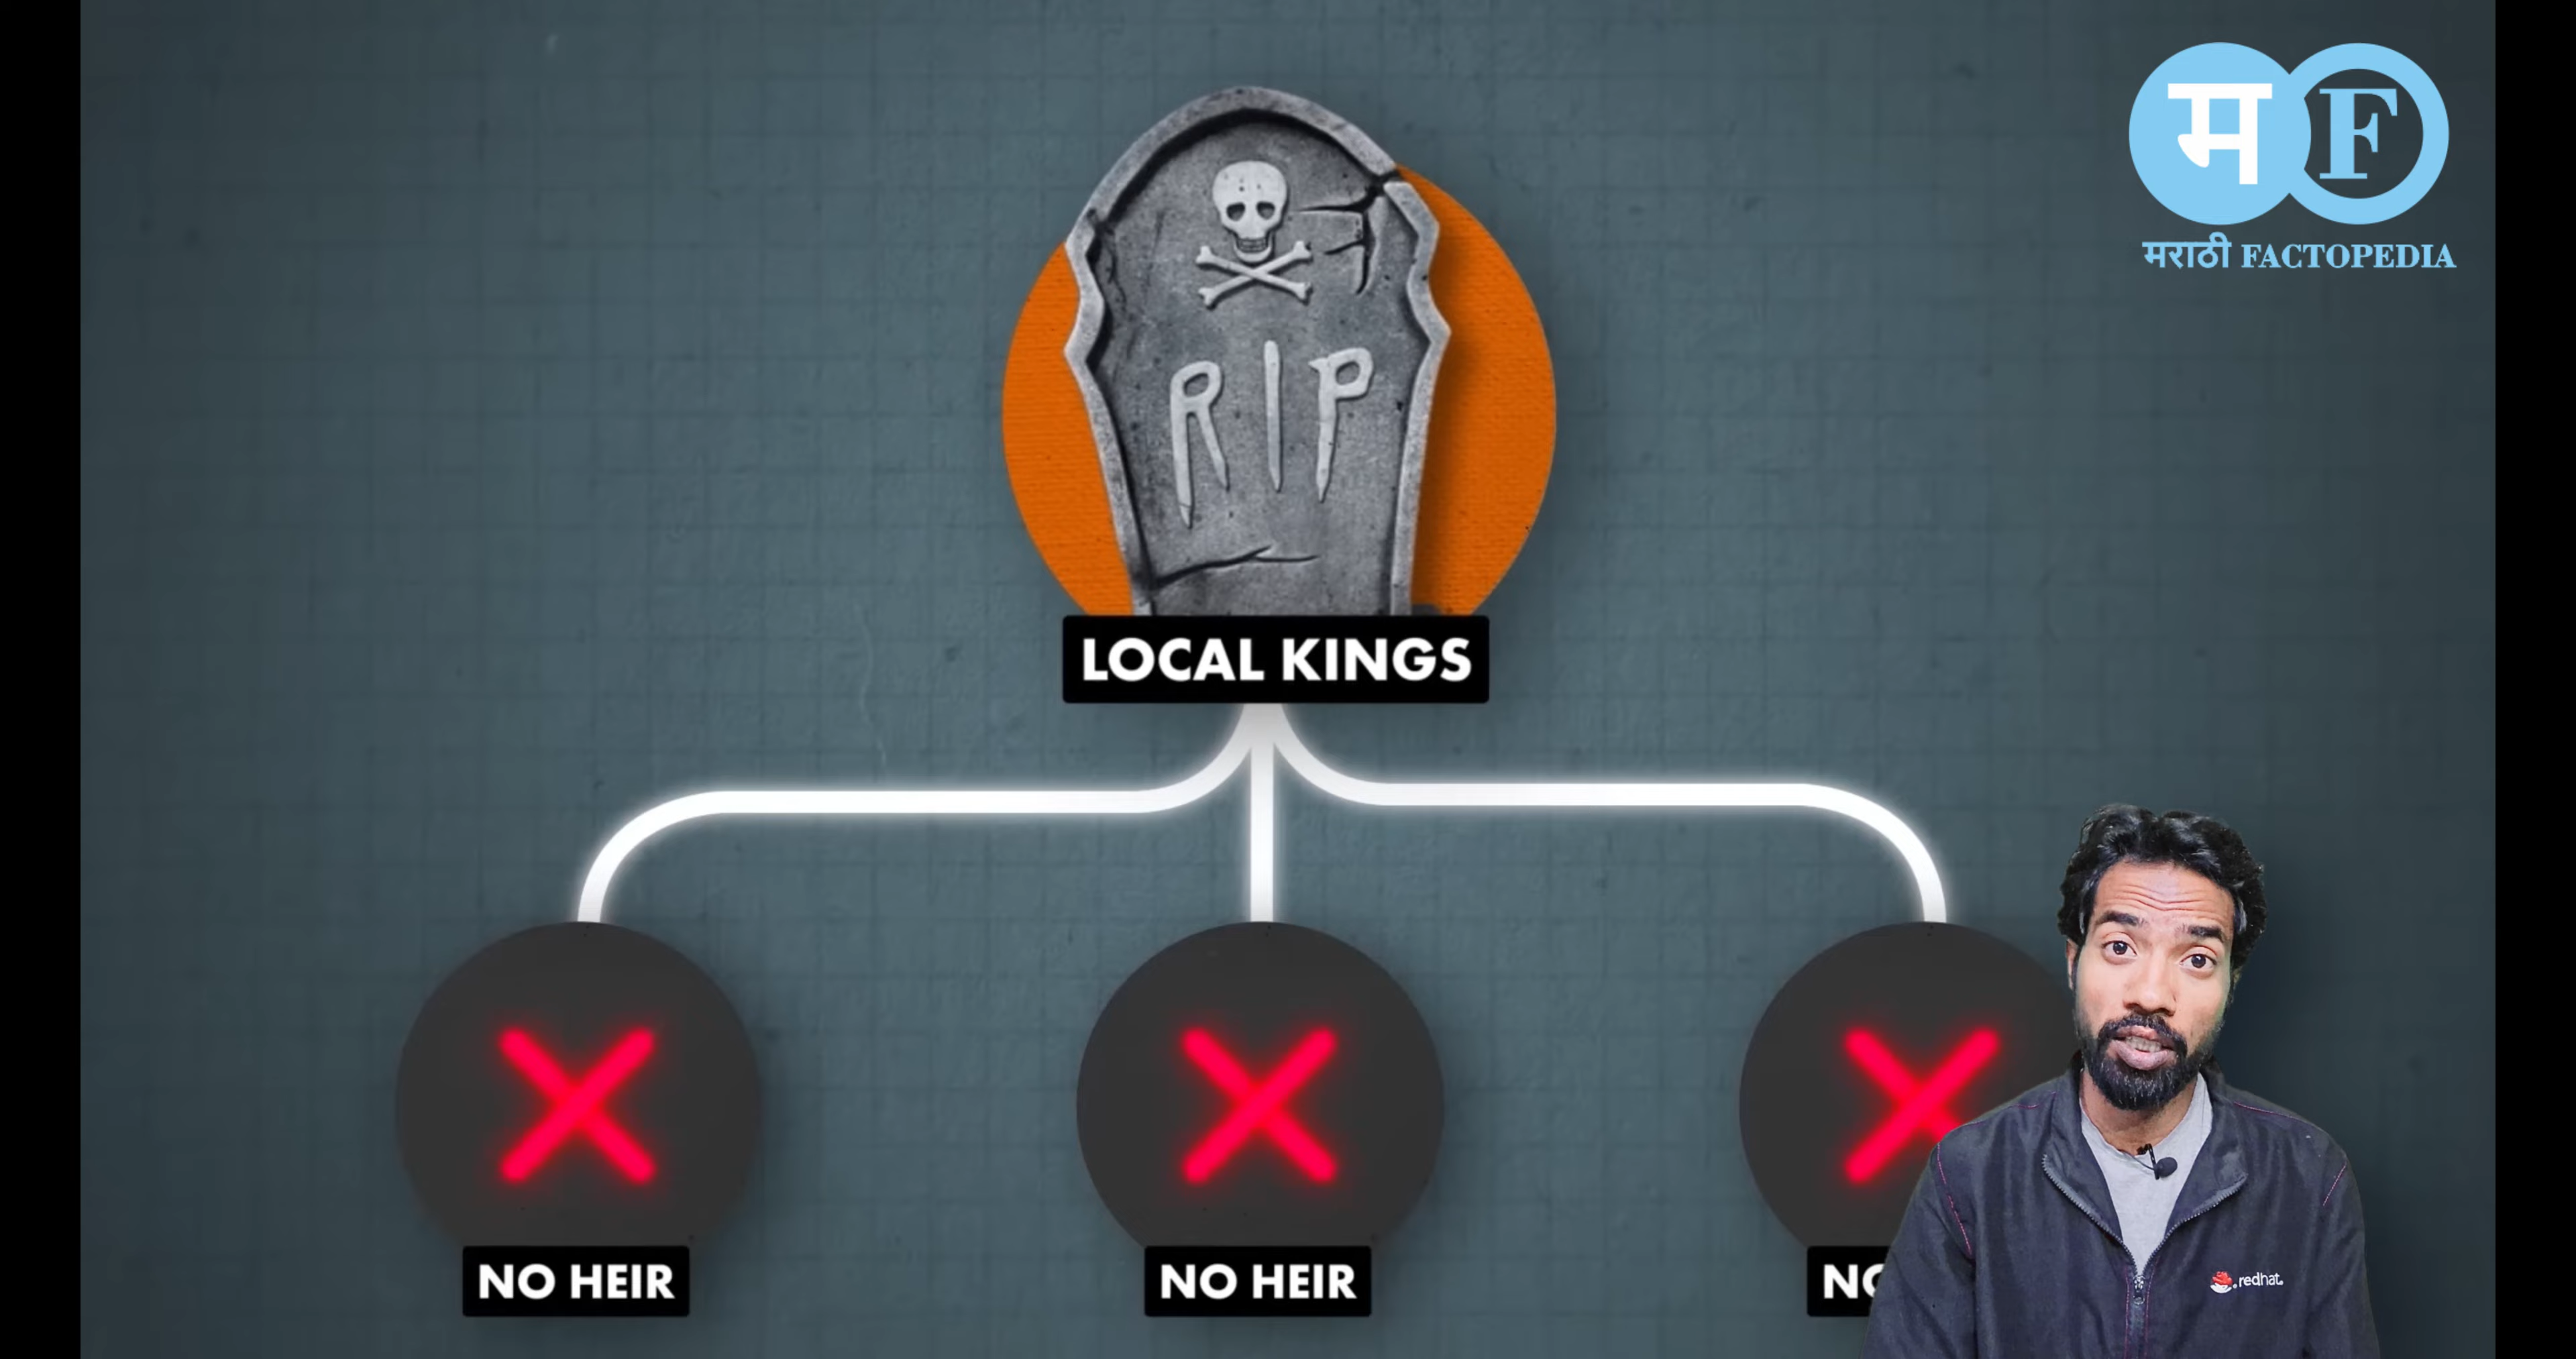 म F
मराठी FACTOPEDIA
RIP
LOCAL KINGS
NO HEIR
NO HEIR
redhat.